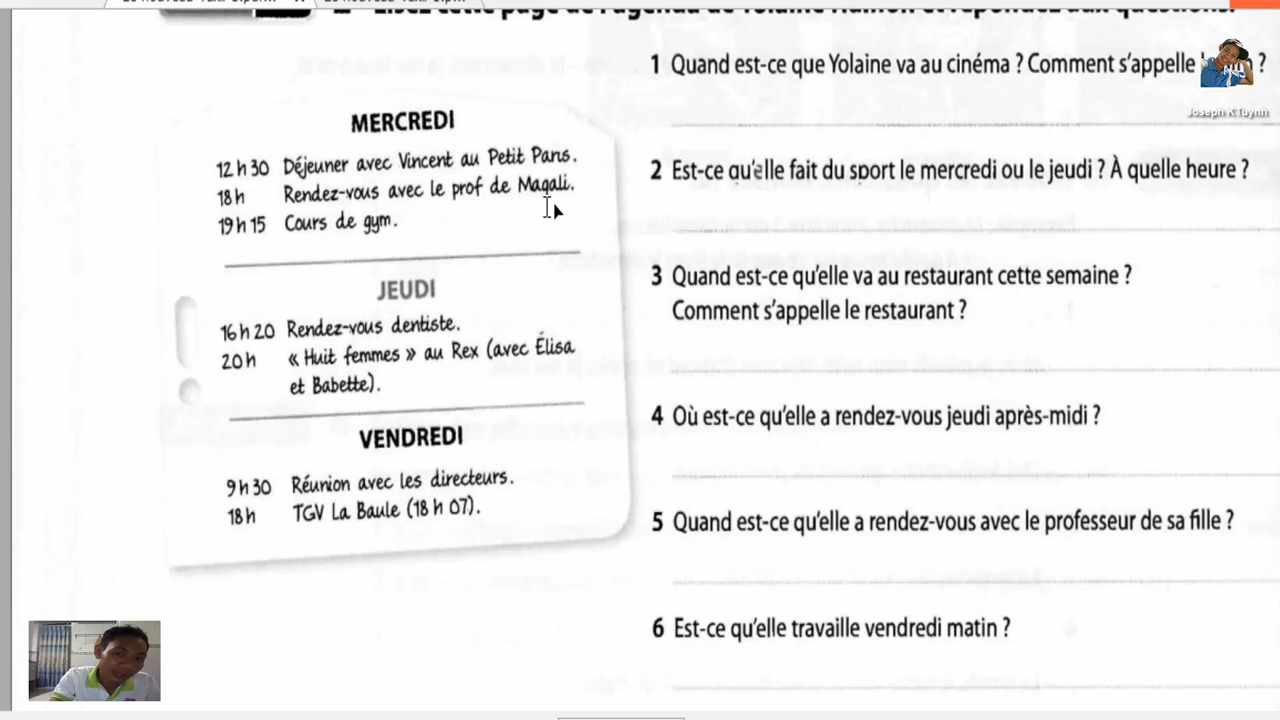 MERCREDI
12 h 30 Déjeuner avec Vincent au Petit Paris.
18 h Rendez-vous avec le prof de Magali.
19 h 15 Cours de gym.
JEUDI
16 h 20 Rendez-vous dentiste.
20 h « Huit femmes » au Rex (avec Élisa
et Babette).
VENDREDI
9 h 30 Réunion avec les directeurs.
18 h TGV La Baule (18 h 07).
1 Quand est-ce que Yolaine va au cinéma ? Comment s'appelle ?
Joseph KTuynh
2 Est-ce qu'elle fait du sport le mercredi ou le jeudi ? À quelle heure ?
3 Quand est-ce qu'elle va au restaurant cette semaine ?
Comment s'appelle le restaurant ?
4 Où est-ce qu'elle a rendez-vous jeudi après-midi ?
5 Quand est-ce qu'elle a rendez-vous avec le professeur de sa fille ?
6 Est-ce qu'elle travaille vendredi matin ?